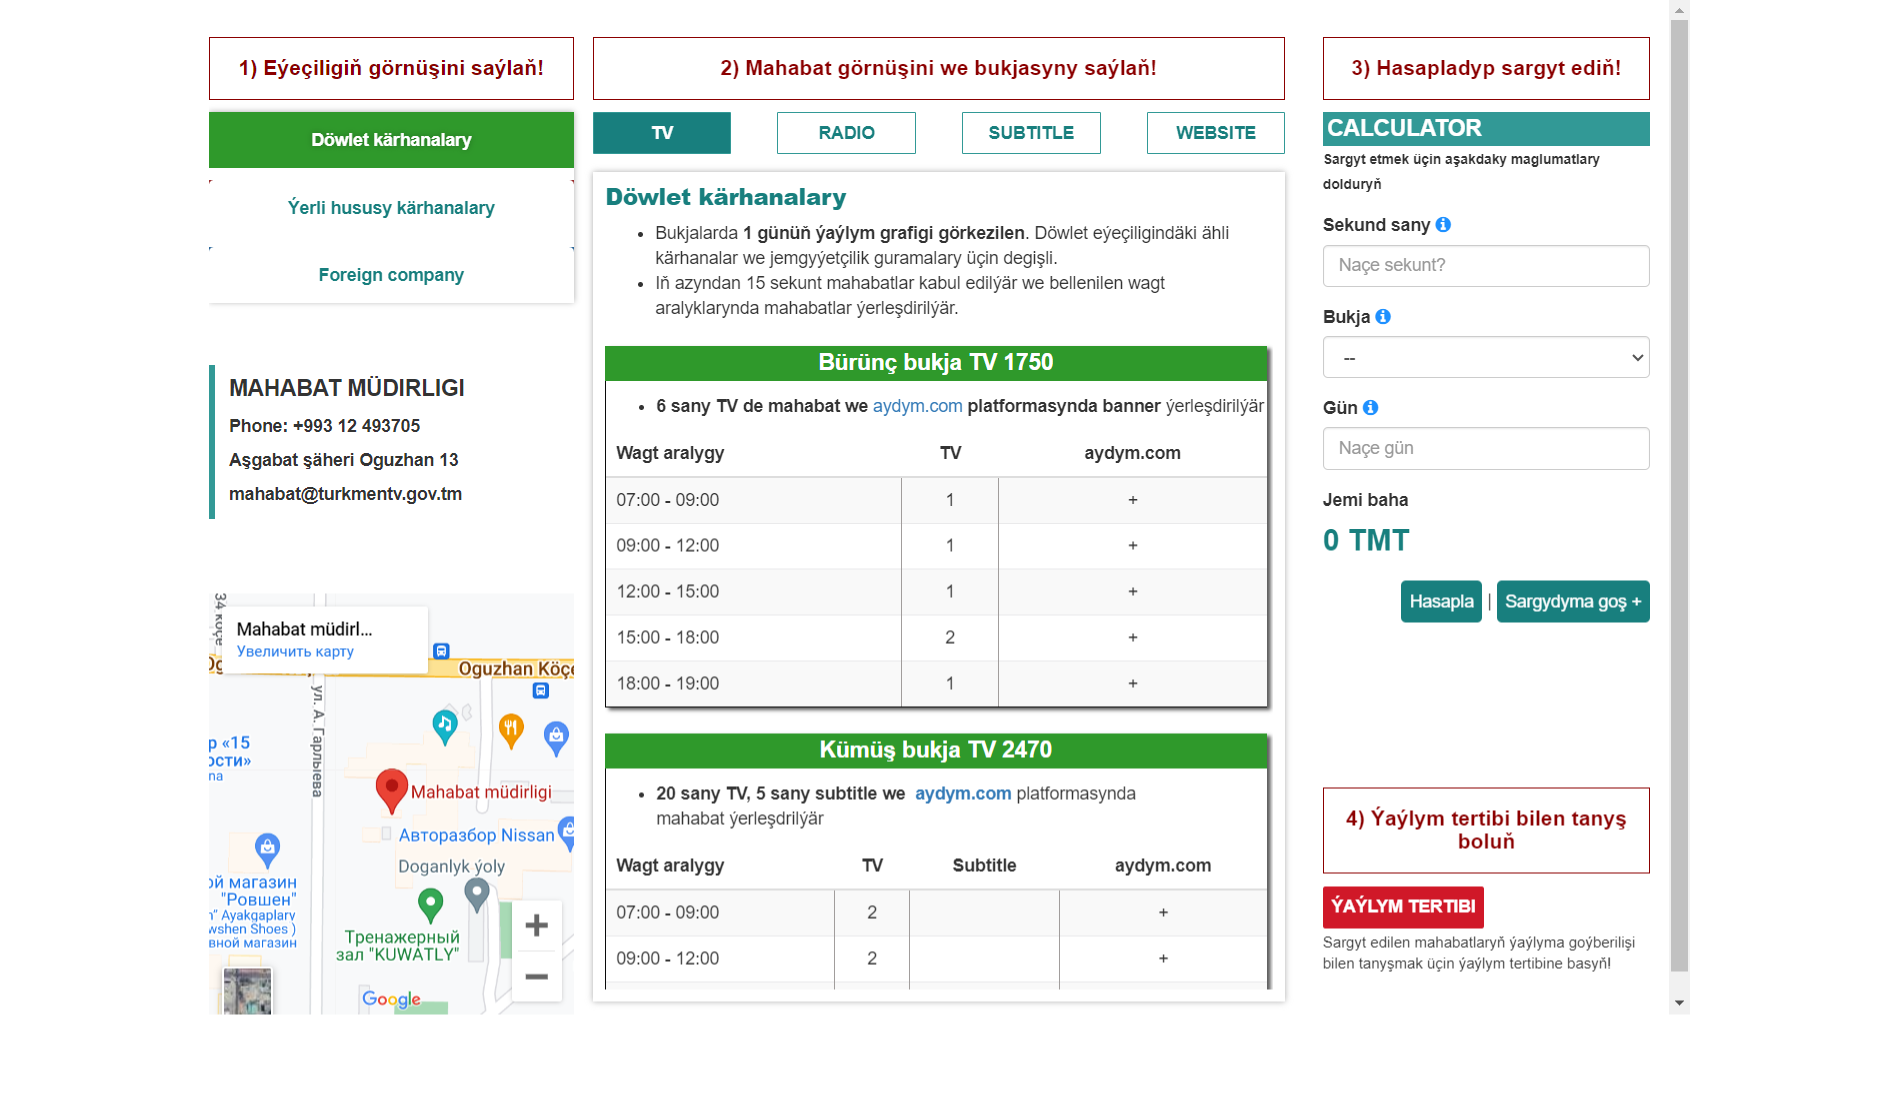 1) Eýeçiligiň görnüşini saýlaň!
Döwlet kärhanalary
Ýerli hususy kärhanalary
Foreign company
MAHABAT MÜDIRLIGI
Phone: +993 12 493705
Aşgabat şäheri Oguzhan 13
mahabat@turkmentv.gov.tm
Mahabat müdirl...
Увеличить карту
Oguzhan Köçe
ул. А. Гарлыева
Mahabat müdirligi
Авторазбор Nissan
Doganlyk ýoly
магазин
"Ровшен"
Ayakgaplary
Shoes )
магазин
Тренажерный
зал "KUWATLY"
Google
2) Mahabat görnüşini we bukjasyny saýlaň!
TV
RADIO
SUBTITLE
WEBSITE
Döwlet kärhanalary
Bukjalarda 1 günüň ýaýlym grafigi görkezilen. Döwlet eýeçiligindäki ähli
kärhanalar we jemgyýetçilik guramalary üçin degişli.
Iň azyndan 15 sekunt mahabatlar kabul edilýär we bellenilen wagt
aralyklarynda mahabatlar ýerleşdirilýär.
Bürünç bukja TV 1750
6 sany TV de mahabat we aydym.com platformasynda banner ýerleşdirilýär
Wagt aralygy TV aydym.com
07:00 - 09:00 1 +
09:00 - 12:00 1 +
12:00 - 15:00 1 +
15:00 - 18:00 2 +
18:00 - 19:00 1 +
Kümüş bukja TV 2470
20 sany TV, 5 sany subtitle we aydym.com platformasynda
mahabat ýerleşdrilýär
Wagt aralygy TV Subtitle aydym.com
07:00 - 09:00 2 +
09:00 - 12:00 2 +
3) Hasapladyp sargyt ediň!
CALCULATOR
Sargyt etmek üçin aşakdaky maglumatlary
dolduryň
Sekund sany
Naçe sekunt?
Bukja
--
Gün
Naçe gün
Jemi baha
0 TMT
Hasapla | Sargydyma goş +
4) Ýaýlym tertibi bilen tanyş
boluň
ÝAÝLYM TERTIBI
Sargyt edilen mahabatlaryň ýaýlyma goýberilişi
bilen tanyşmak üçin ýaýlym tertibine basyň!